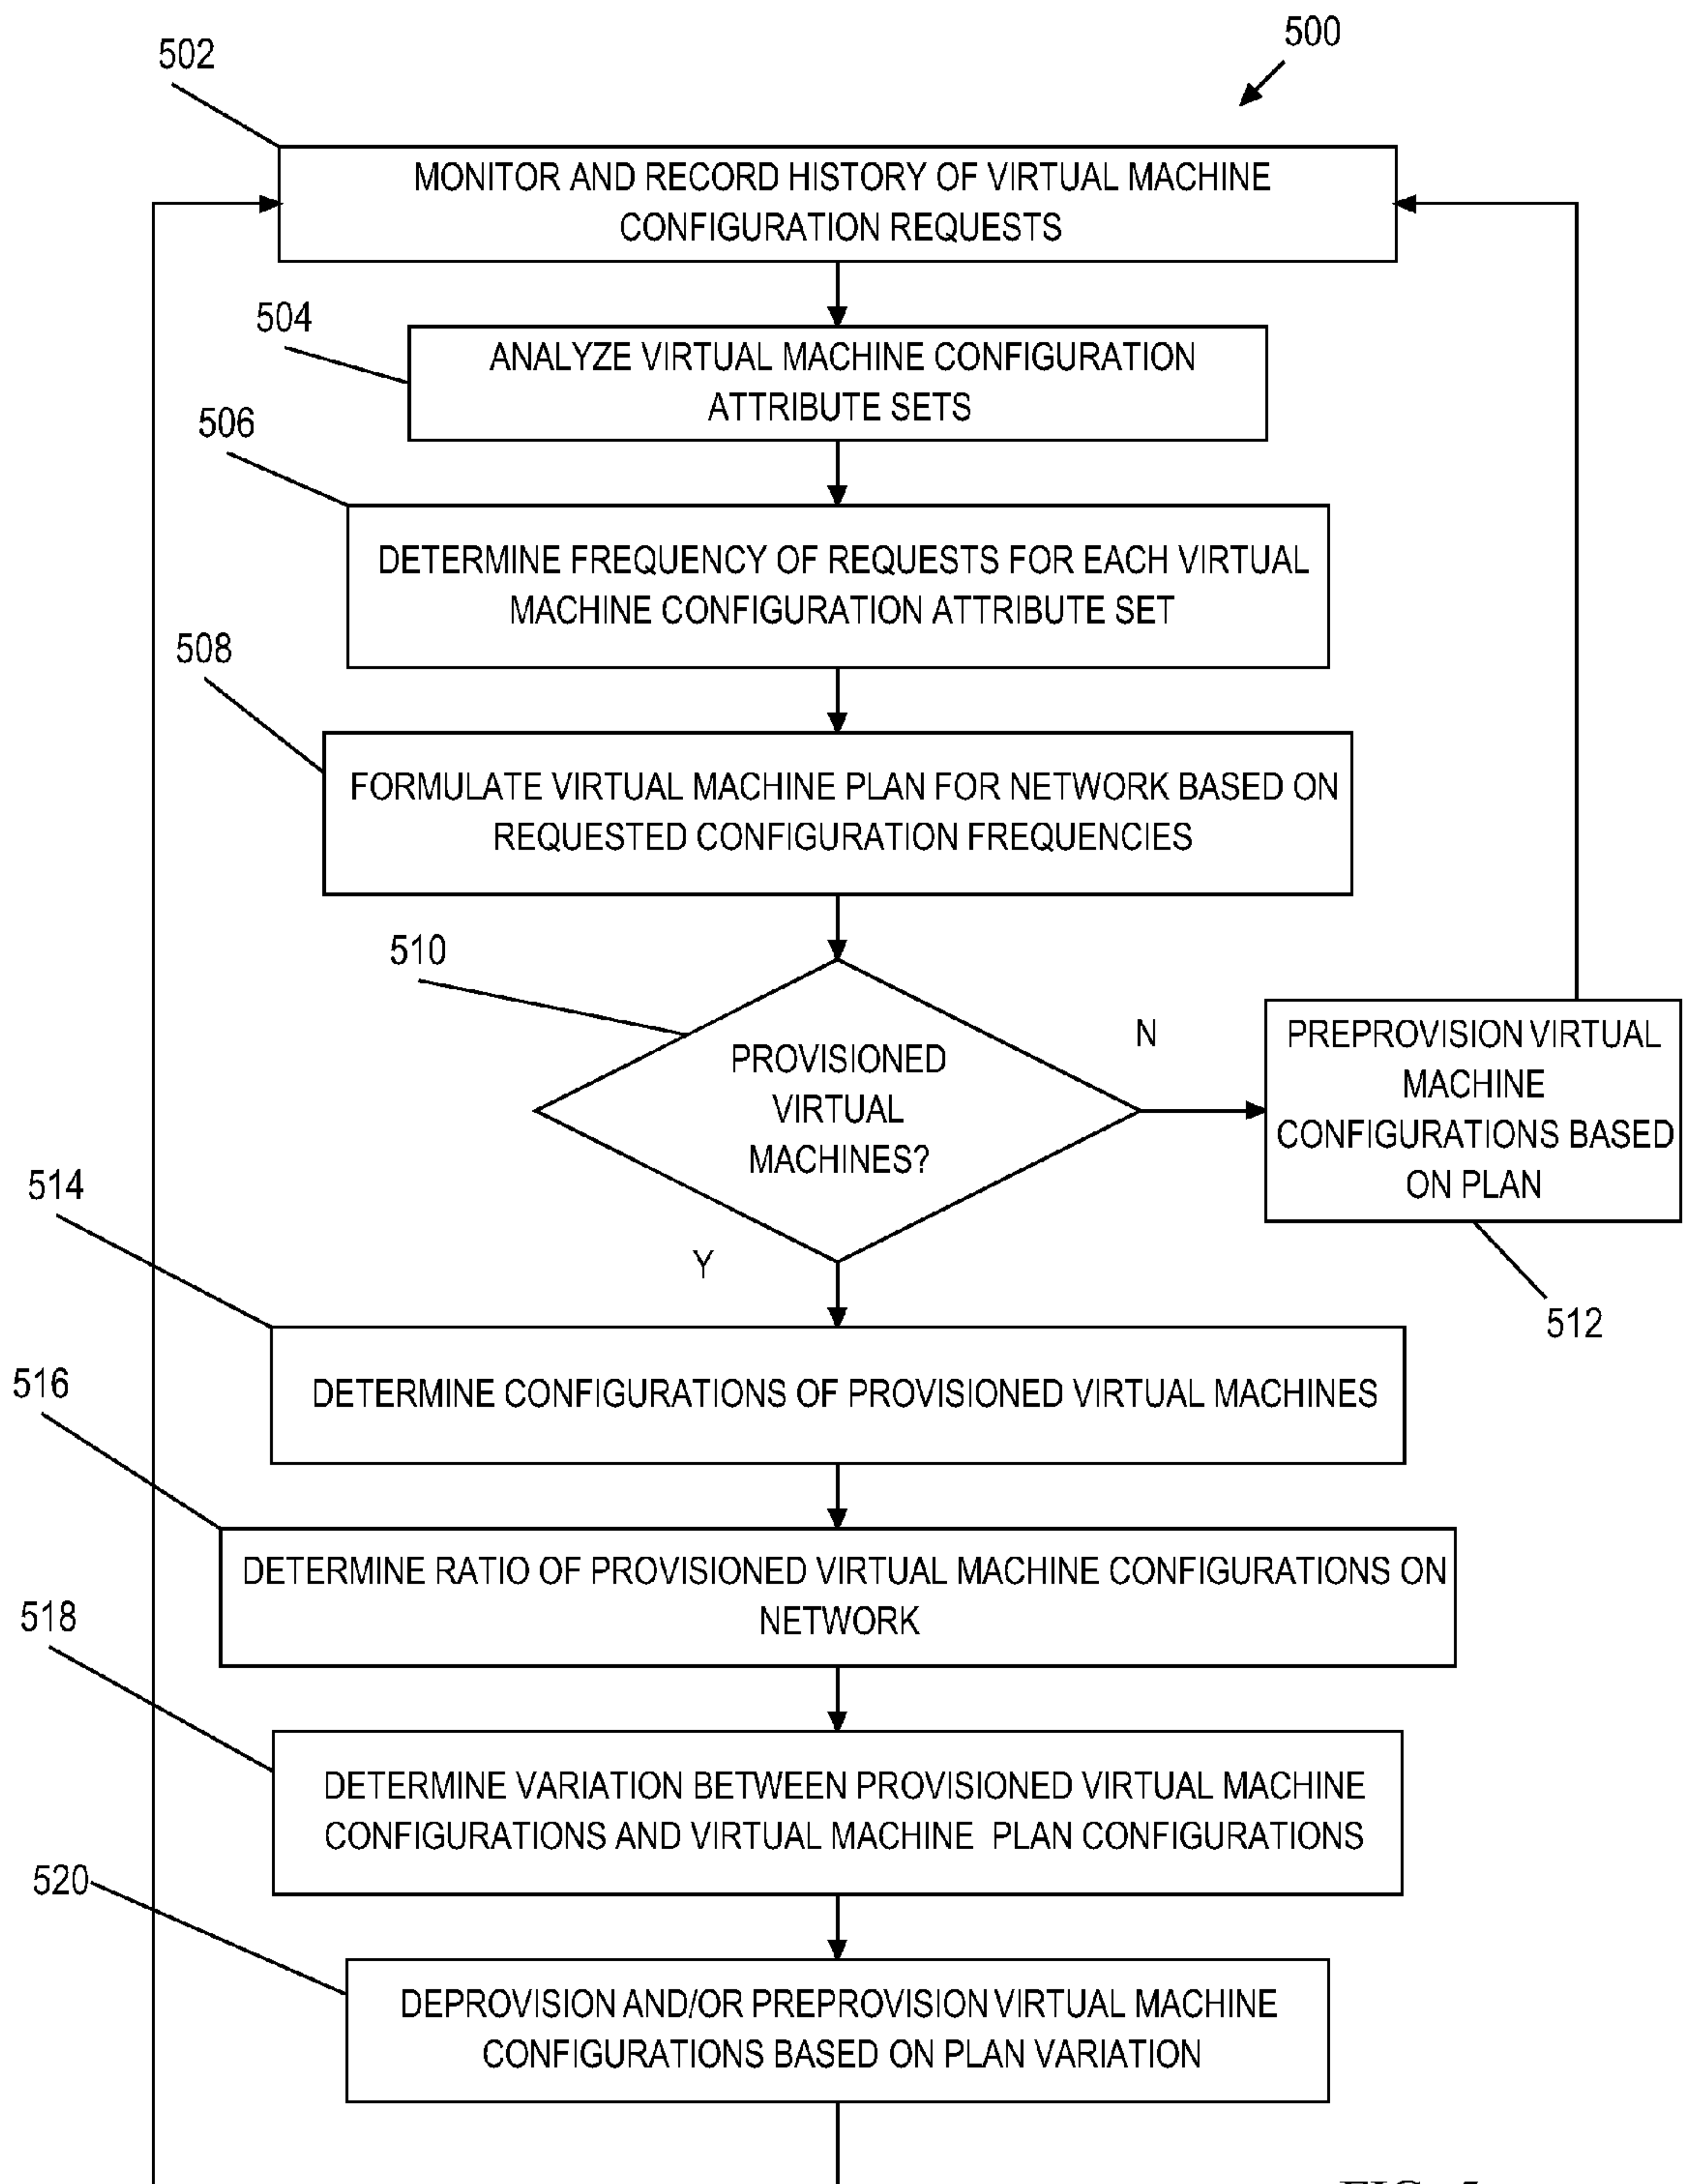 500
502
MONITOR AND RECORD HISTORY OF VIRTUAL MACHINE
CONFIGURATION REQUESTS
504
ANALYZE VIRTUAL MACHINE CONFIGURATION
ATTRIBUTE SETS
506
DETERMINE FREQUENCY OF REQUESTS FOR EACH VIRTUAL
MACHINE CONFIGURATION ATTRIBUTE SET
508
FORMULATE VIRTUAL MACHINE PLAN FOR NETWORK BASED ON
REQUESTED CONFIGURATION FREQUENCIES
510
PROVISIONED
VIRTUAL
MACHINES?
N
PREPROVISION VIRTUAL
MACHINE
CONFIGURATIONS BASED
ON PLAN
512
Y
514
DETERMINE CONFIGURATIONS OF PROVISIONED VIRTUAL MACHINES
516
DETERMINE RATIO OF PROVISIONED VIRTUAL MACHINE CONFIGURATIONS ON
NETWORK
518
DETERMINE VARIATION BETWEEN PROVISIONED VIRTUAL MACHINE
CONFIGURATIONS AND VIRTUAL MACHINE PLAN CONFIGURATIONS
520
DEPROVISION AND/OR PREPROVISION VIRTUAL MACHINE
CONFIGURATIONS BASED ON PLAN VARIATION